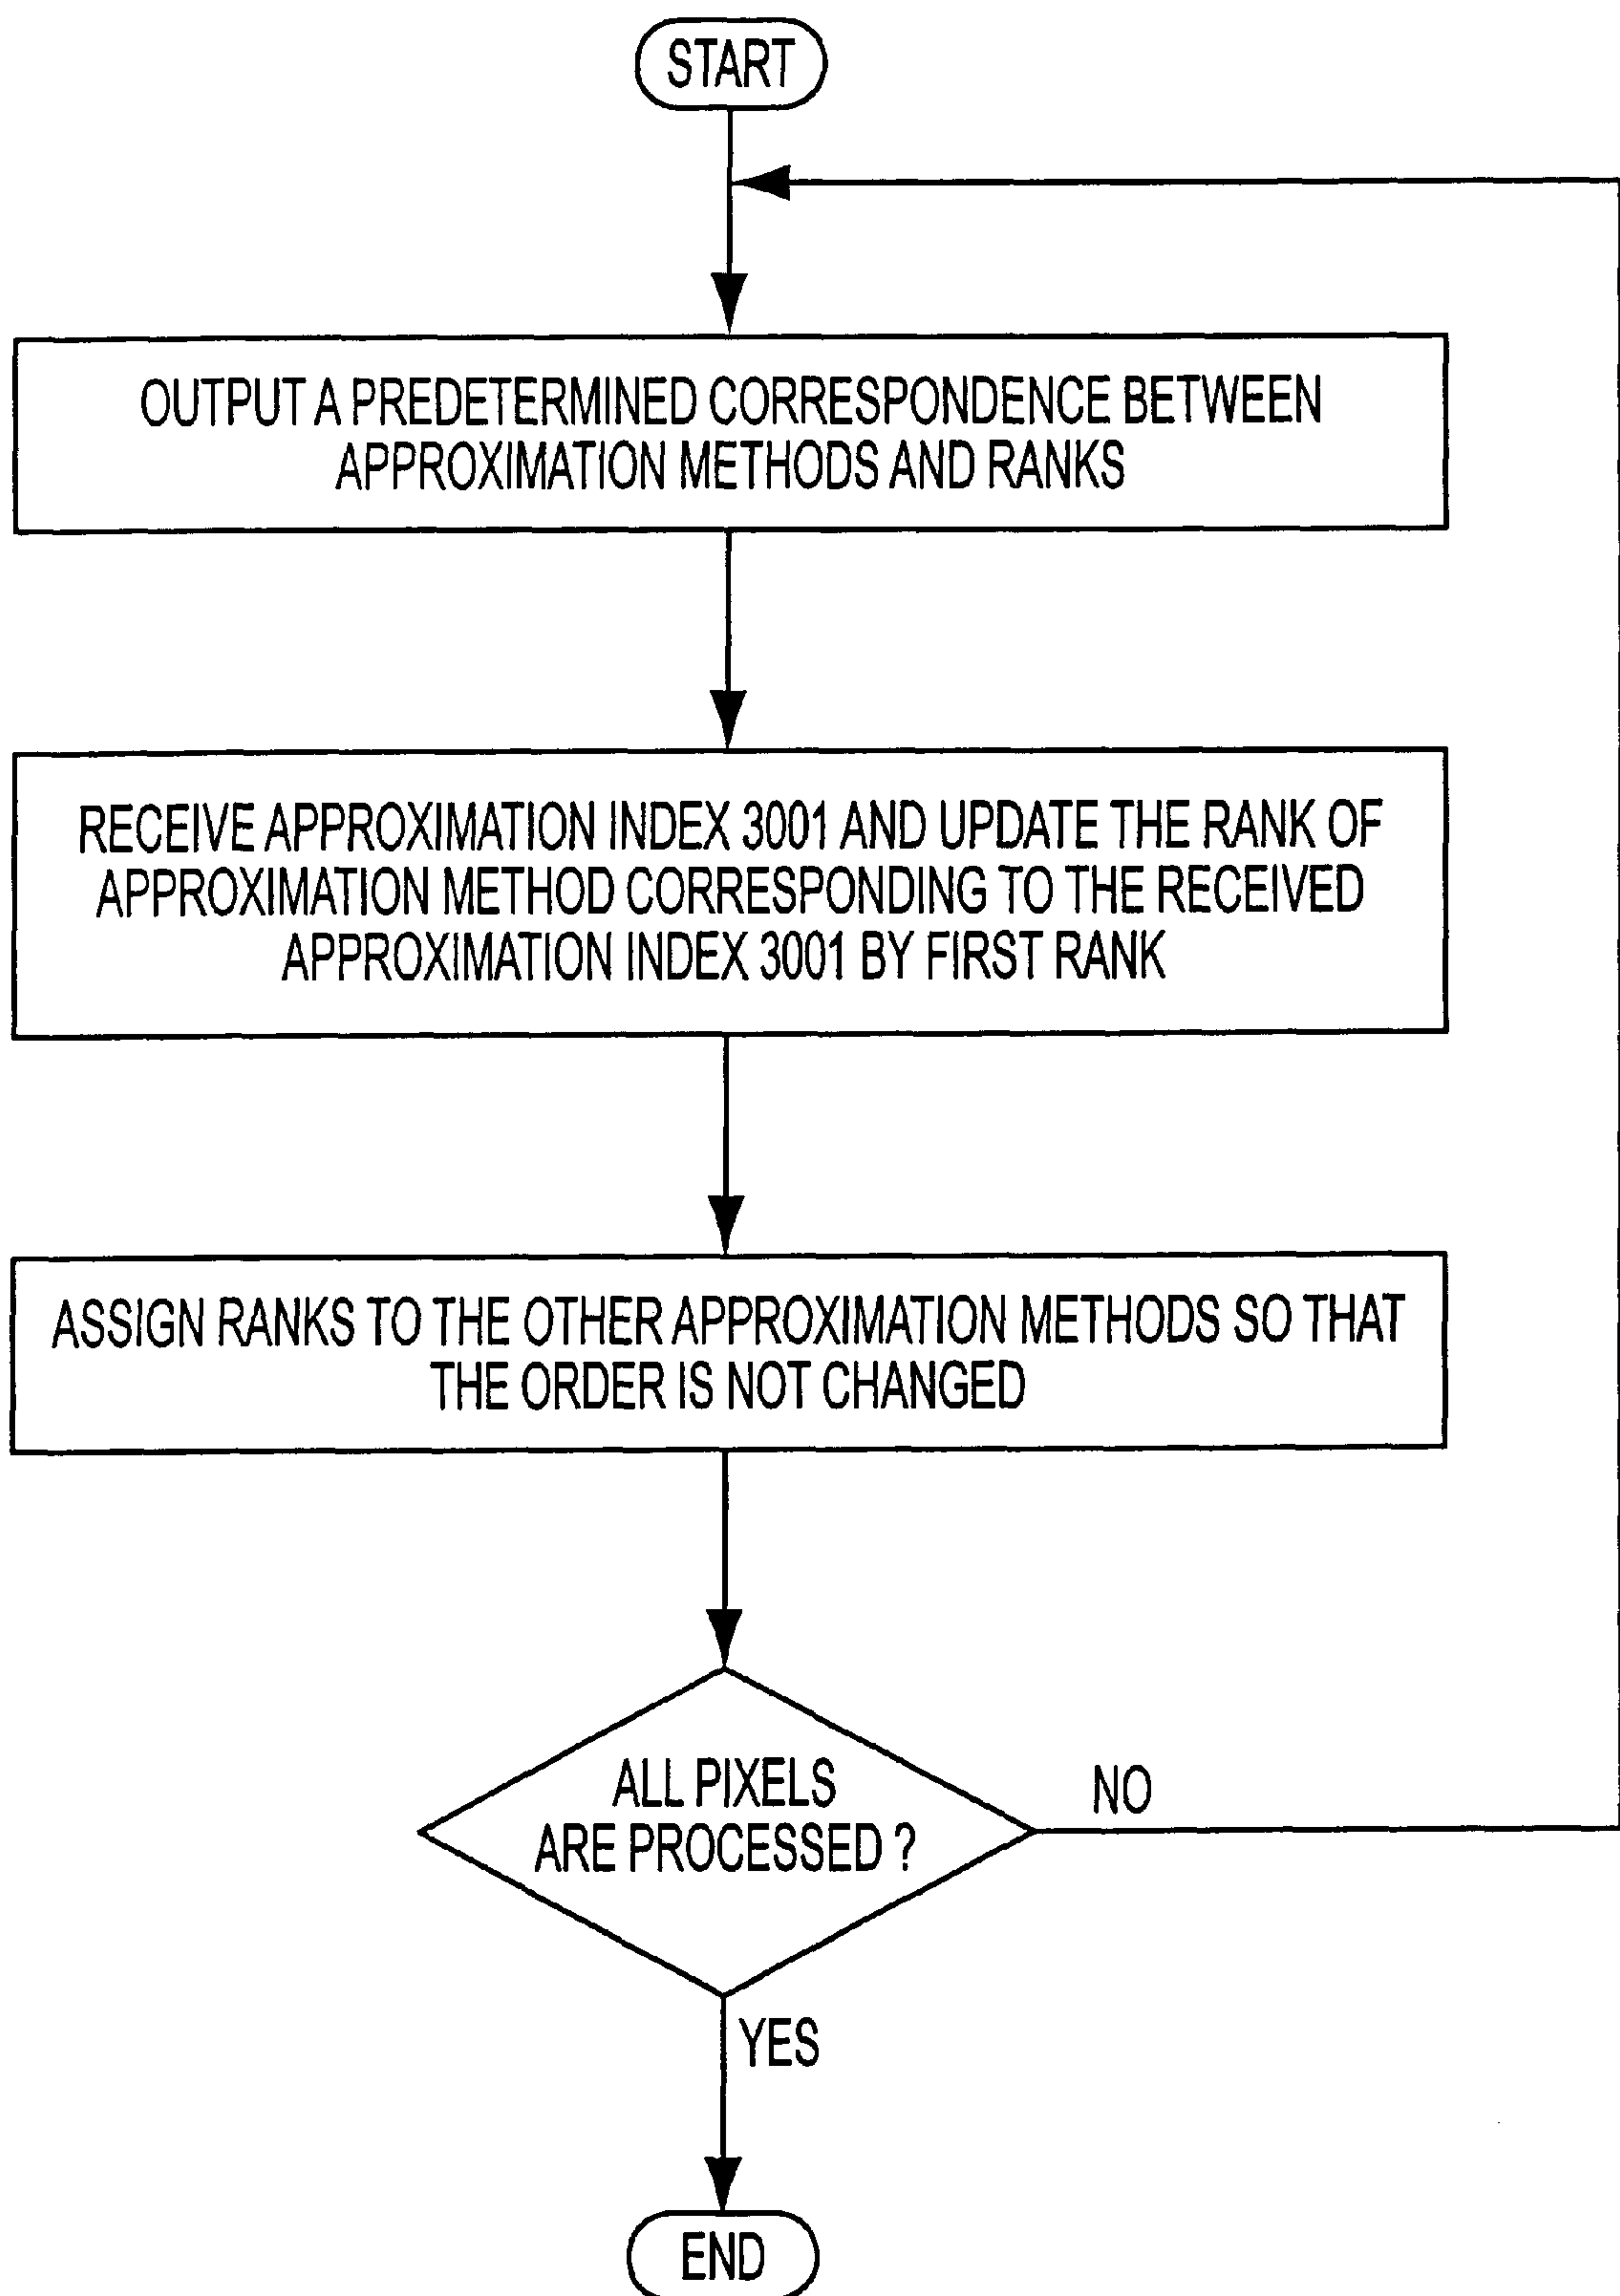 START
OUTPUT A PREDETERMINED CORRESPONDENCE BETWEEN
APPROXIMATION METHODS AND RANKS
RECEIVE APPROXIMATION INDEX 3001 AND UPDATE THE RANK OF
APPROXIMATION METHOD CORRESPONDING TO THE RECEIVED
APPROXIMATION INDEX 3001 BY FIRST RANK
ASSIGN RANKS TO THE OTHER APPROXIMATION METHODS SO THAT
THE ORDER IS NOT CHANGED
ALL PIXELS
ARE PROCESSED ?
NO
YES
END